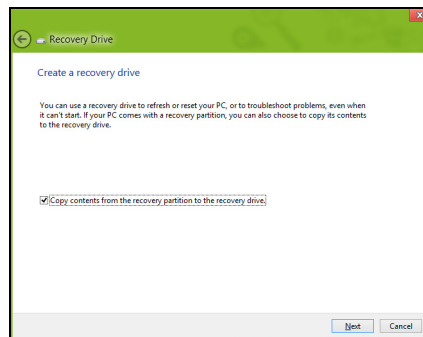 Recovery Drive
Create a recovery drive
You can use a recovery drive to refresh or reset your PC, or to troubleshoot problems, even when
it can't start. If your PC comes with a recovery partition, you can also choose to copy its contents
to the recovery drive.
Copy contents from the recovery partition to the recovery drive.
Next Cancel